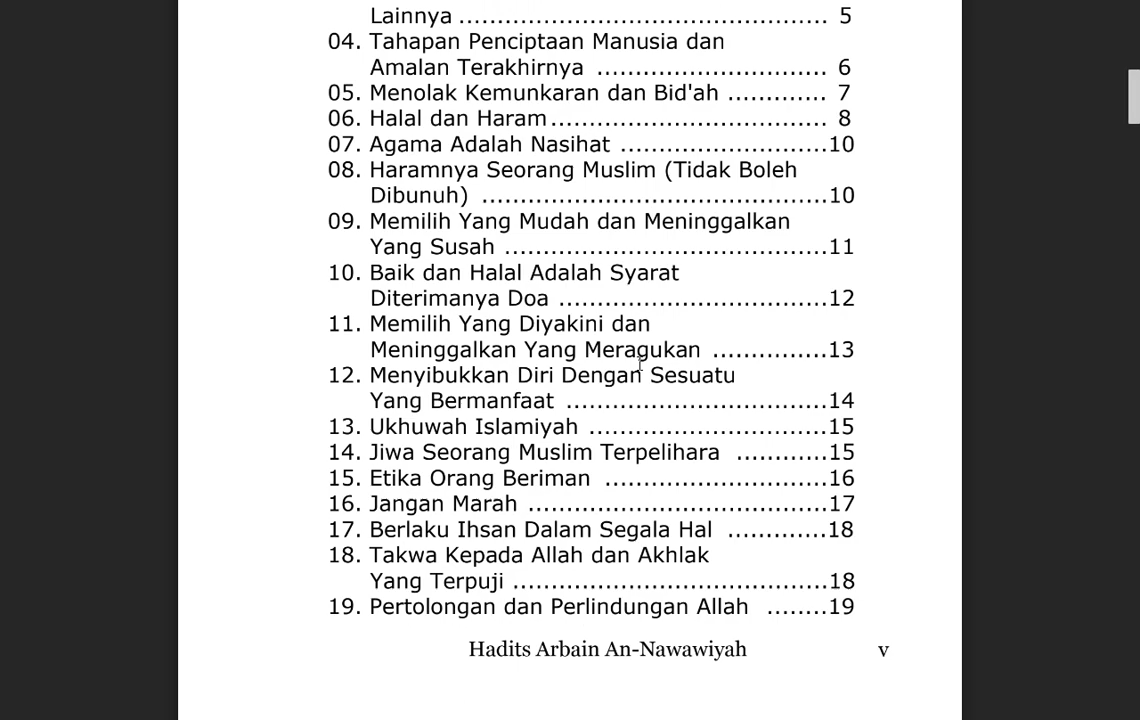 Lainnya ................................................ 5
04. Tahapan Penciptaan Manusia dan
Amalan Terakhirnya .............................. 6
05. Menolak Kemunkaran dan Bid'ah ............. 7
06. Halal dan Haram.................................... 8
07. Agama Adalah Nasihat ...........................10
08. Haramnya Seorang Muslim (Tidak Boleh
Dibunuh) .............................................10
09. Memilih Yang Mudah dan Meninggalkan
Yang Susah ..........................................11
10. Baik dan Halal Adalah Syarat
Diterimanya Doa ...................................12
11. Memilih Yang Diyakini dan
Meninggalkan Yang Meragukan ...............13
12. Menyibukkan Diri Dengan Sesuatu
Yang Bermanfaat ..................................14
13. Ukhuwah Islamiyah ...............................15
14. Jiwa Seorang Muslim Terpelihara ............15
15. Etika Orang Beriman .............................16
16. Jangan Marah .......................................17
17. Berlaku Ihsan Dalam Segala Hal .............18
18. Takwa Kepada Allah dan Akhlak
Yang Terpuji .........................................18
19. Pertolongan dan Perlindungan Allah ........19
Hadits Arbain An-Nawawiyah v